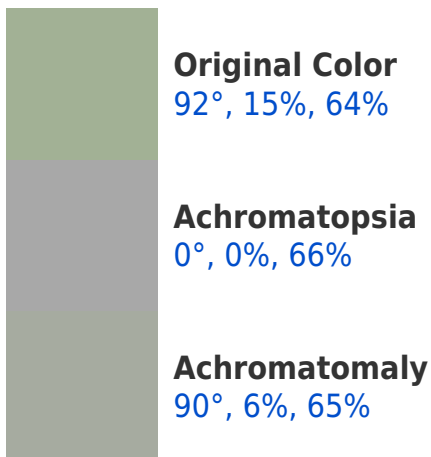 Original Color
92°, 15%, 64%
Achromatopsia
0°, 0%, 66%
Achromatomaly
90°, 6%, 65%